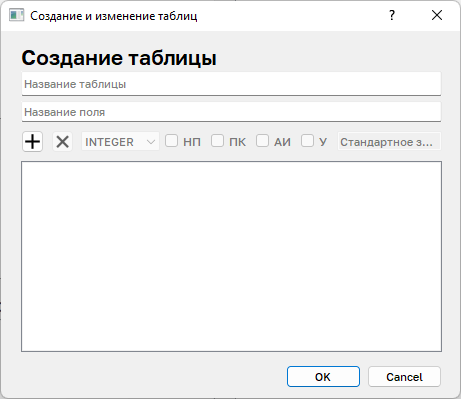 Создание и изменение таблиц
Создание таблицы
Название таблицы
Название поля
INTEGER НП ПК АИ У Стандартное з...
OK Cancel